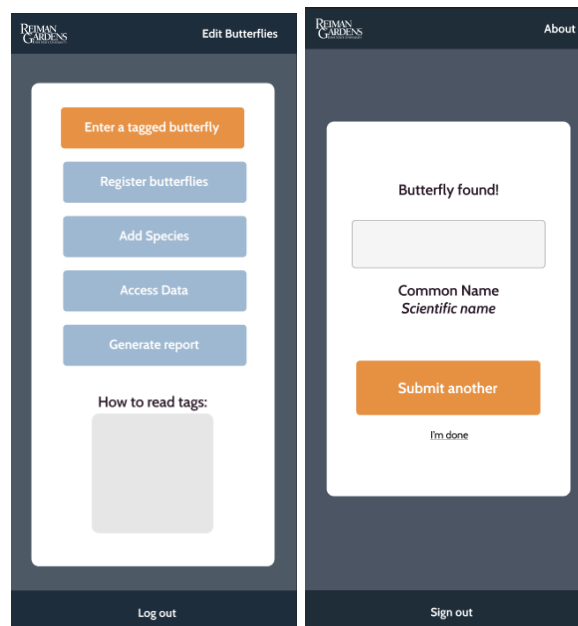 REIMAN
GARDENS
Edit Butterflies
Enter a tagged butterfly
Register butterflies
Add Species
Access Data
Generate report
How to read tags:
Log out
REIMAN
GARDENS
About
Butterfly found!
Common Name
Scientific name
Submit another
I'm done
Sign out